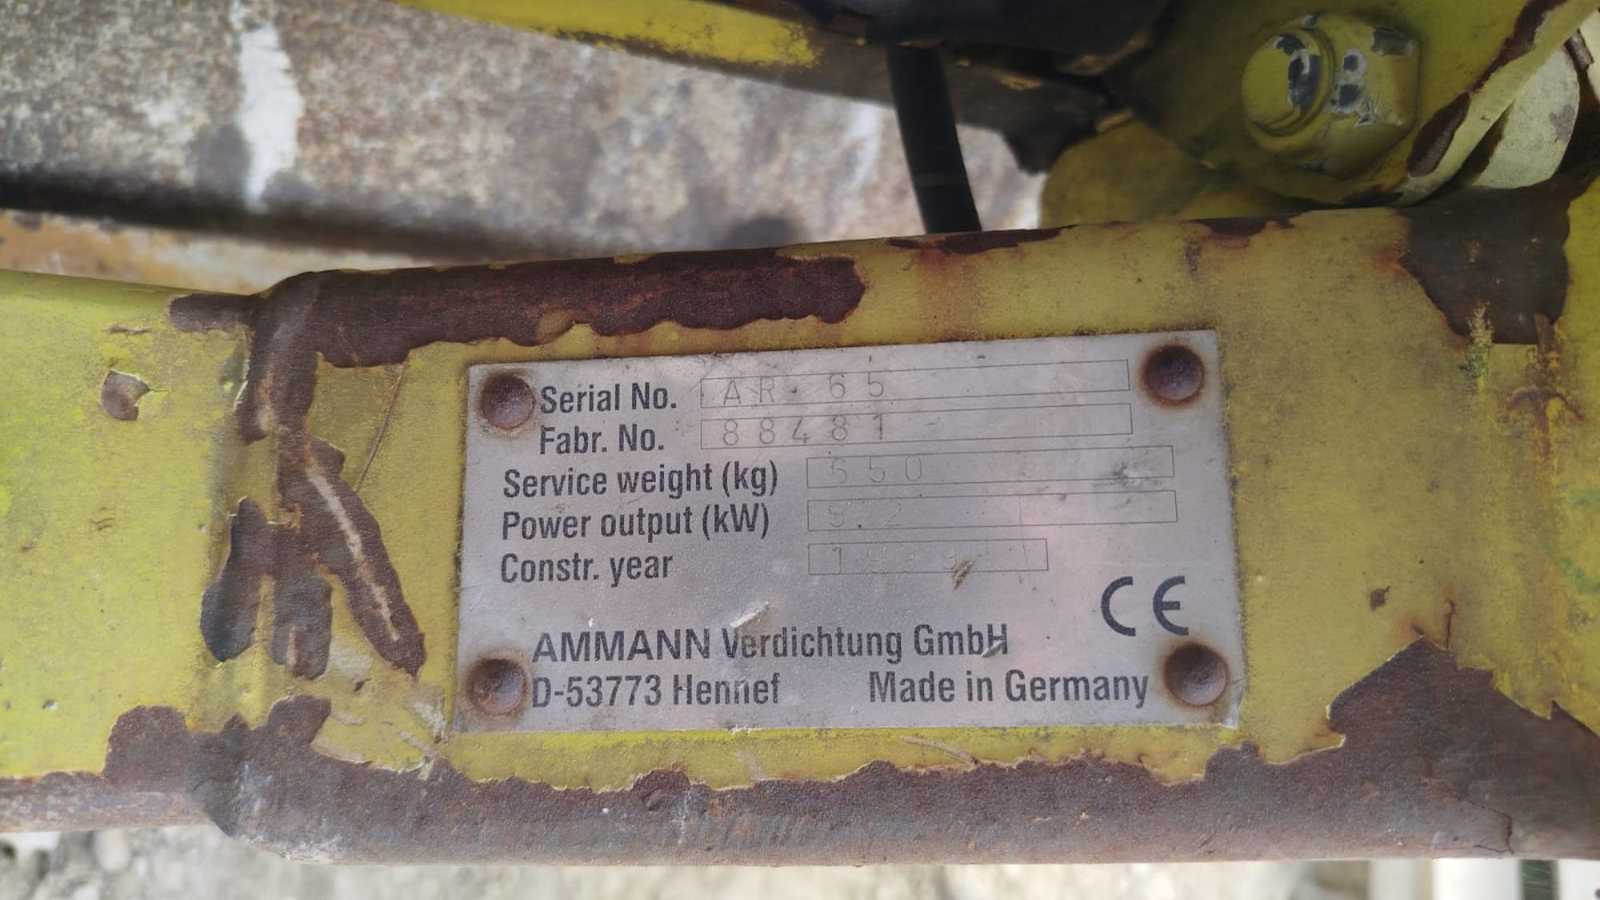 Serial No. AR 65
Fabr. No. 88481
Service weight (kg) 650
Power output (kW)
Constr. year
CE
AMMANN Verdichtung GmbH
D-53773 Hennef Made in Germany